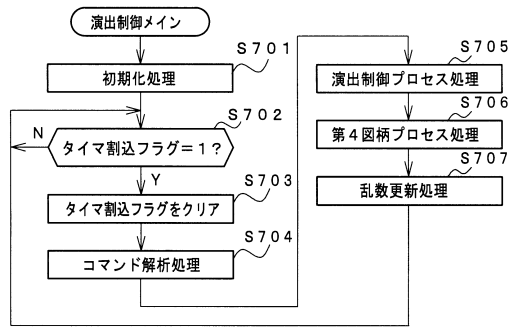 演出制御メイン
S701
初期化処理
S702
N
タイマ割込フラグ=1?
Y
S703
タイマ割込フラグをクリア
S704
コマンド解析処理
S705
演出制御プロセス処理
S706
第4図柄プロセス処理
S707
乱数更新処理